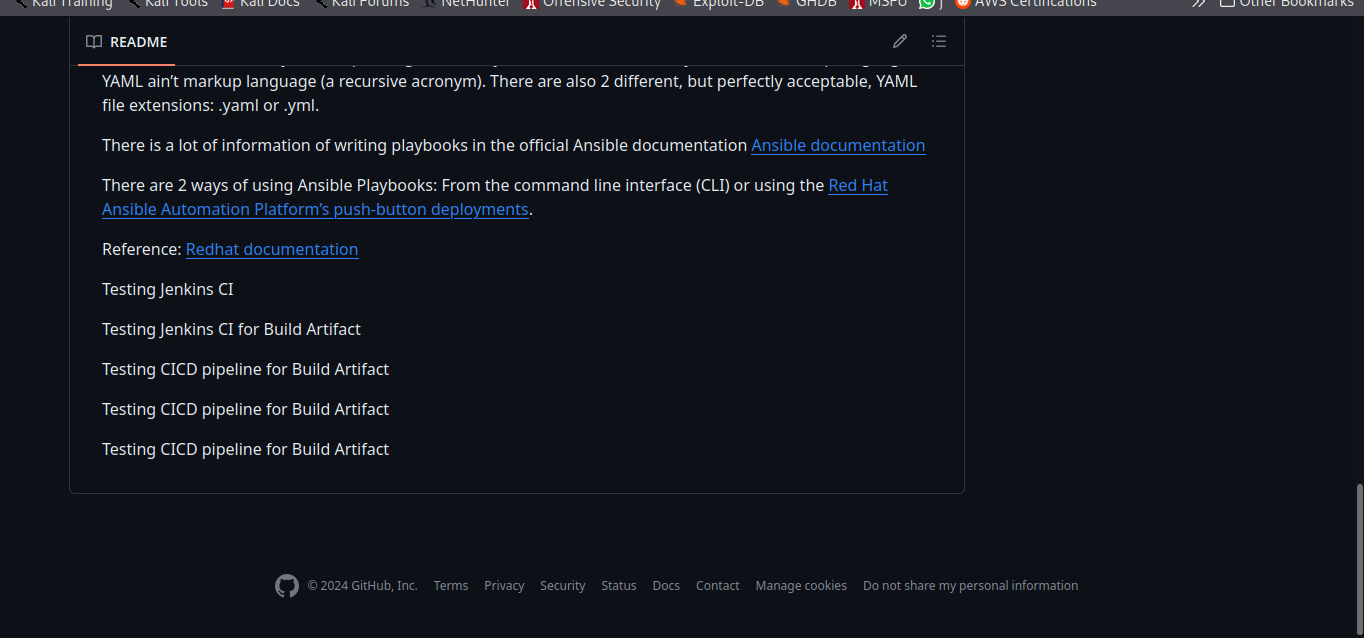 Kali Training Kali Tools Kali Docs Kali Forums NetHunter Offensive Security Exploit-DB GHDB MSFU j AWS Certifications Other Bookmarks
README
YAML ain’t markup language (a recursive acronym). There are also 2 different, but perfectly acceptable, YAML
file extensions: .yaml or .yml.
There is a lot of information of writing playbooks in the official Ansible documentation Ansible documentation
There are 2 ways of using Ansible Playbooks: From the command line interface (CLI) or using the Red Hat
Ansible Automation Platform’s push-button deployments.
Reference: Redhat documentation
Testing Jenkins CI
Testing Jenkins CI for Build Artifact
Testing CICD pipeline for Build Artifact
Testing CICD pipeline for Build Artifact
Testing CICD pipeline for Build Artifact
© 2024 GitHub, Inc. Terms Privacy Security Status Docs Contact Manage cookies Do not share my personal information